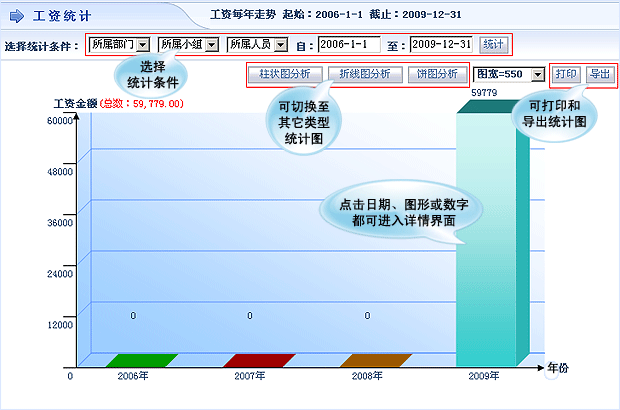 工资统计
工资每年走势 起始：2006-1-1 截止：2009-12-31
选择统计条件： 所属部门 所属小组 所属人员 自： 2006-1-1 至： 2009-12-31 统计
选择
统计条件
柱状图分析 折线图分析 饼图分析 图宽=550 打印 导出
可切换至
其它类型
统计图
可打印和
导出统计图
工资金额(总数：59,779.00)
59779
60000
48000
36000
24000
12000
0
点击日期、图形或数字
都可进入详情界面
0 0 0
2006年 2007年 2008年 2009年
年份